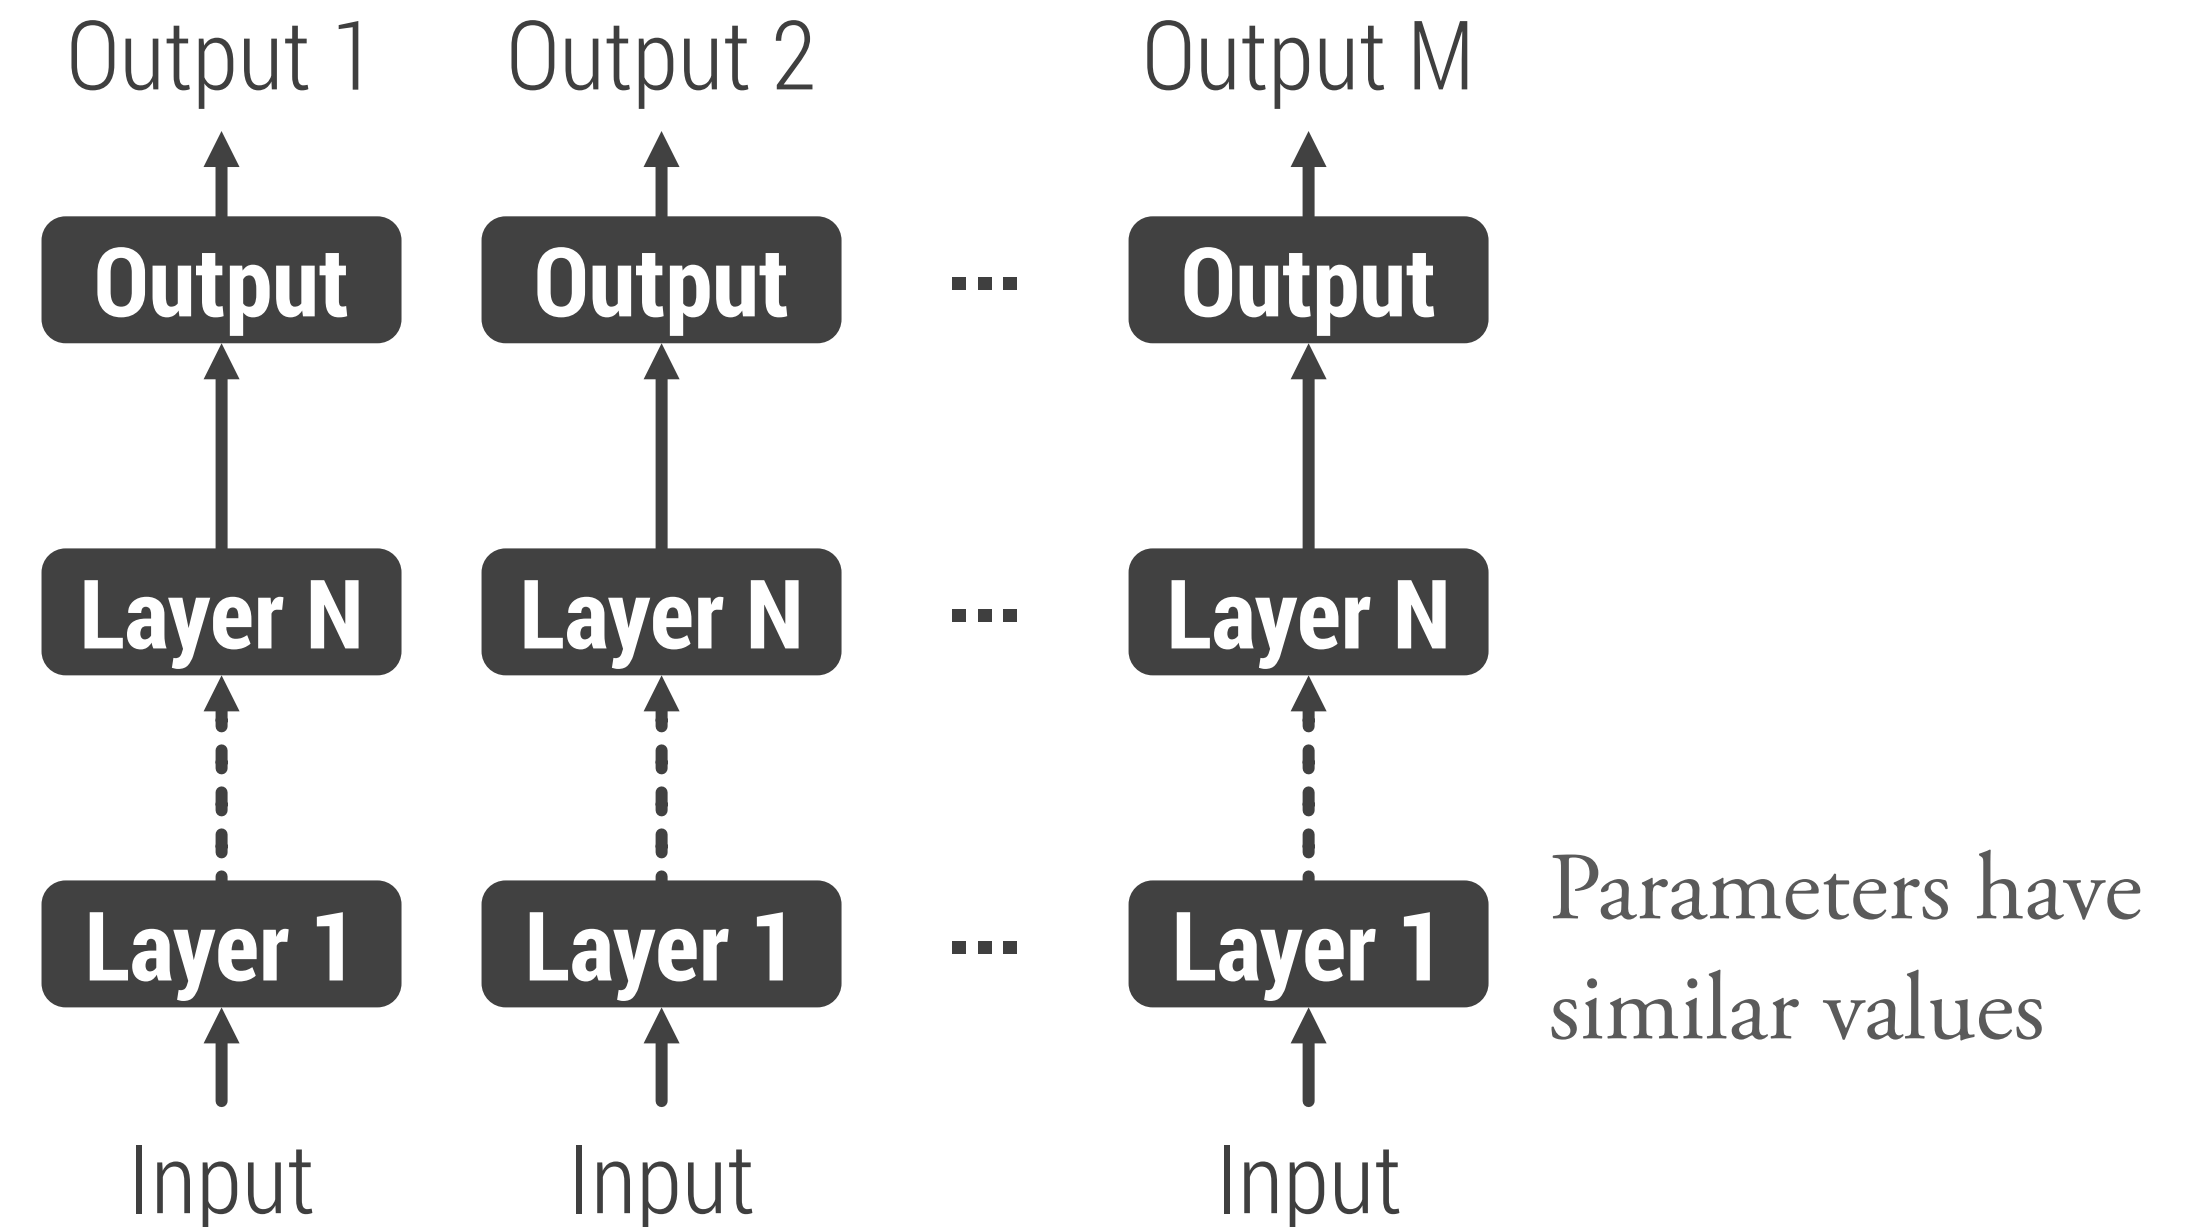 Output 1 Output 2 Output M
Output Output ... Output
Layer N Layer N ... Layer N
Layer 1 Layer 1 ... Layer 1
Parameters have
similar values
Input Input Input